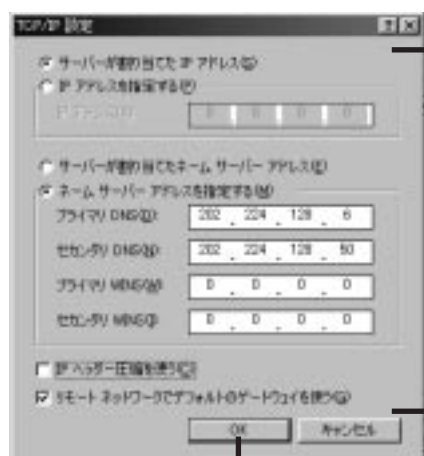 TCP/IP 設定
サーバーが割り当てた IP アドレス(S)
IP アドレスを指定する(P)
0 . 0 . 0 . 0
サーバーが割り当てたネーム サーバー アドレス(E)
ネーム サーバー アドレスを指定する(M)
プライマリ DNS(D): 202 . 224 . 128 . 6
セカンダリ DNS(N): 202 . 224 . 128 . 50
プライマリ WINS(W): 0 . 0 . 0 . 0
セカンダリ WINS(I): 0 . 0 . 0 . 0
IP ヘッダー圧縮を使う(C)
リモート ネットワークでデフォルトのゲートウェイを使う(G)
OK キャンセル